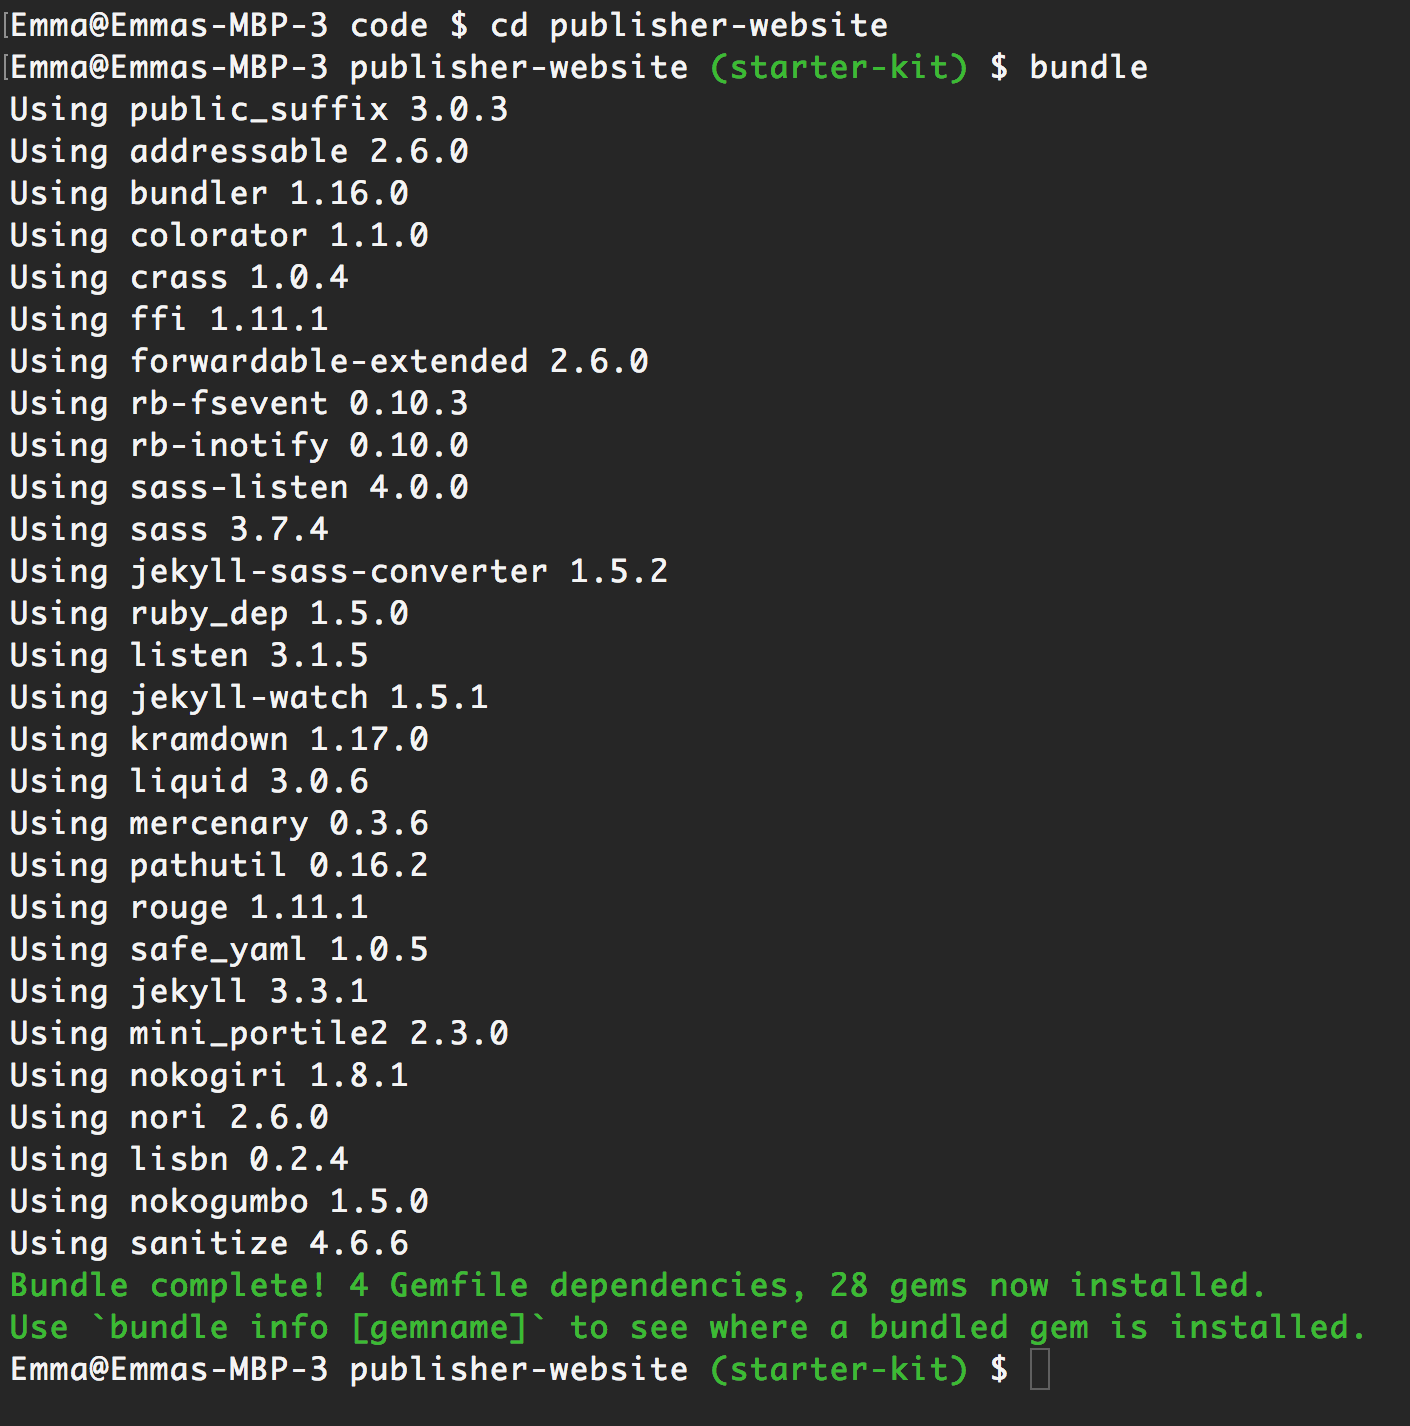 [Emma@Emmas-MBP-3 code $ cd publisher-website
[Emma@Emmas-MBP-3 publisher-website (starter-kit) $ bundle
Using public_suffix 3.0.3
Using addressable 2.6.0
Using bundler 1.16.0
Using colorator 1.1.0
Using crass 1.0.4
Using ffi 1.11.1
Using forwardable-extended 2.6.0
Using rb-fsevent 0.10.3
Using rb-inotify 0.10.0
Using sass-listen 4.0.0
Using sass 3.7.4
Using jekyll-sass-converter 1.5.2
Using ruby_dep 1.5.0
Using listen 3.1.5
Using jekyll-watch 1.5.1
Using kramdown 1.17.0
Using liquid 3.0.6
Using mercenary 0.3.6
Using pathutil 0.16.2
Using rouge 1.11.1
Using safe_yaml 1.0.5
Using jekyll 3.3.1
Using mini_portile2 2.3.0
Using nokogiri 1.8.1
Using nori 2.6.0
Using lisbn 0.2.4
Using nokogumbo 1.5.0
Using sanitize 4.6.6
Bundle complete! 4 Gemfile dependencies, 28 gems now installed.
Use `bundle info [gemname]` to see where a bundled gem is installed.
Emma@Emmas-MBP-3 publisher-website (starter-kit) $